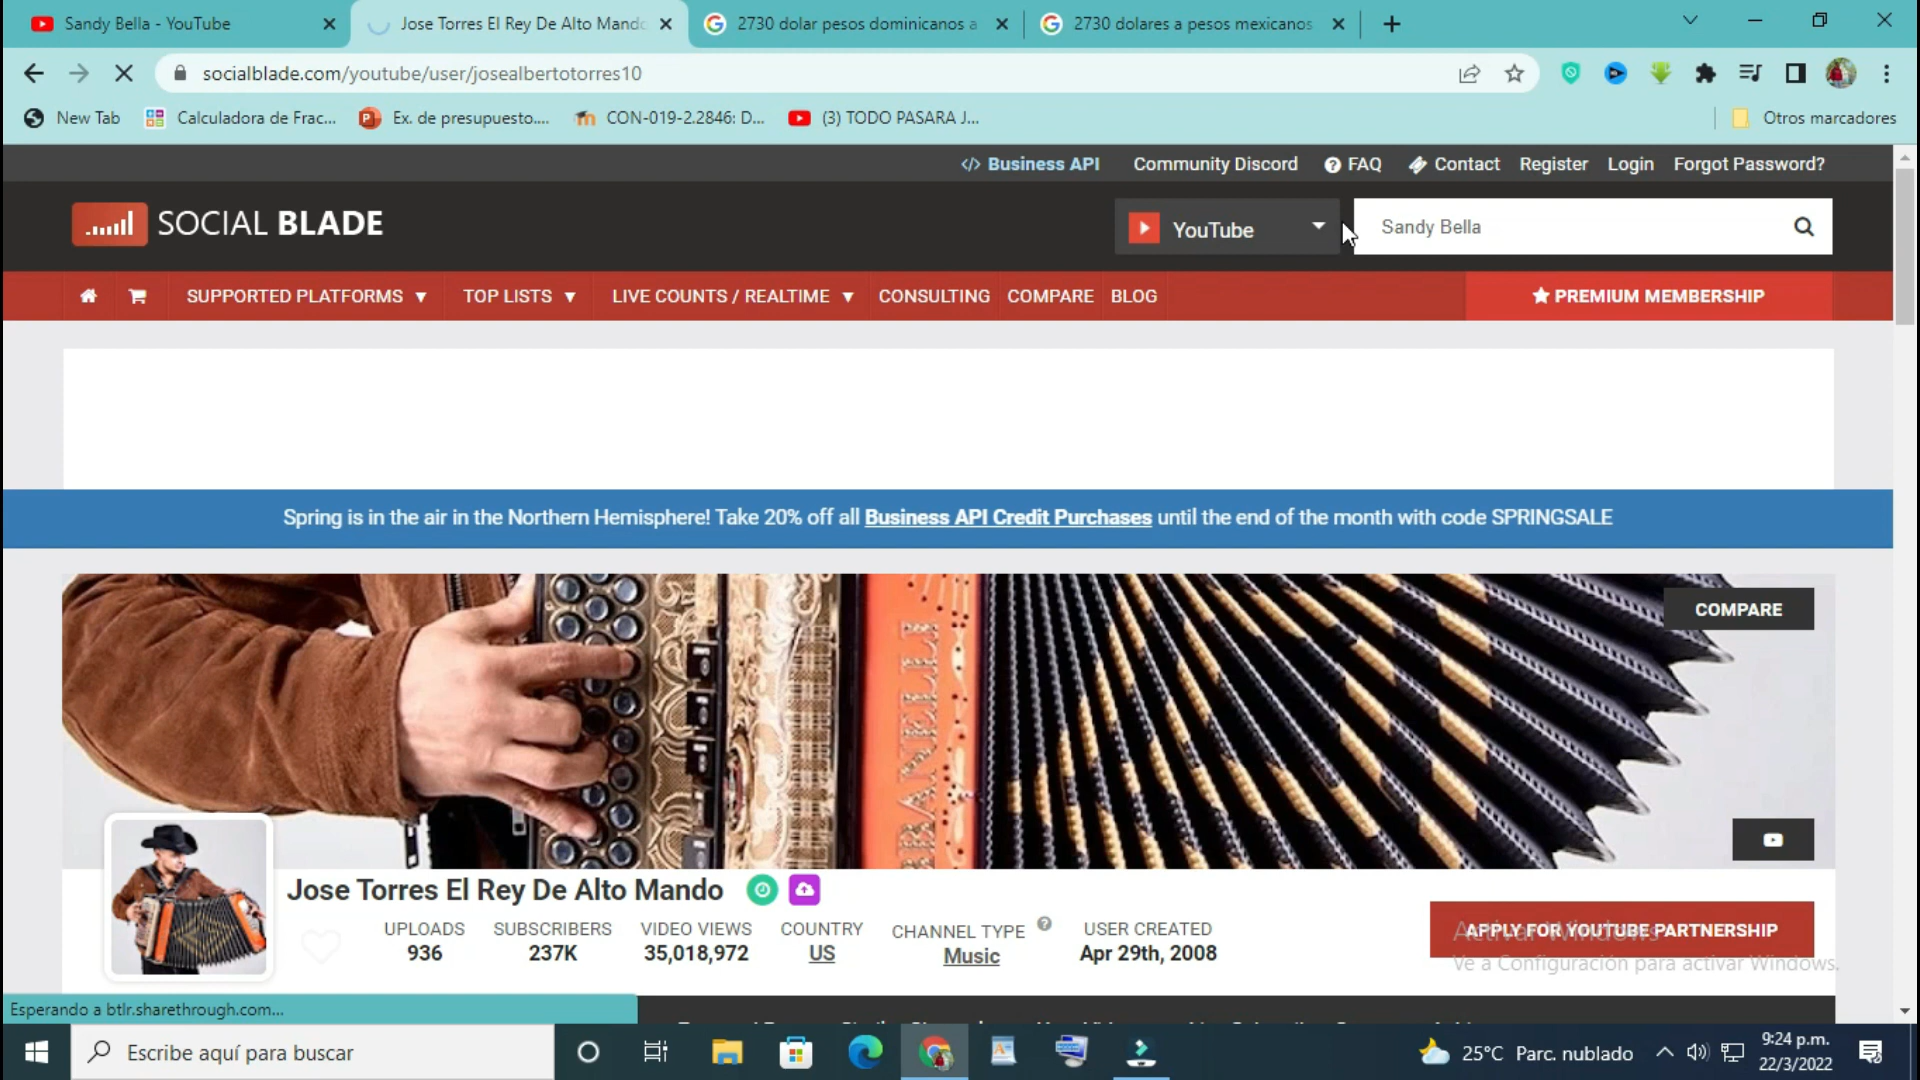 Sandy Bella - YouTube
Jose Torres El Rey De Alto Mando
2730 dolar pesos dominicanos a
2730 dolares a pesos mexicanos
socialblade.com/youtube/user/josealbertotorres10
New Tab
Calculadora de Frac...
Ex. de presupuesto....
CON-019-2.2846: D...
(3) TODO PASARA J...
Otros marcadores
</> Business API
Community Discord
FAQ
Contact
Register
Login
Forgot Password?
SOCIAL BLADE
YouTube
Sandy Bella
SUPPORTED PLATFORMS
TOP LISTS
LIVE COUNTS / REALTIME
CONSULTING
COMPARE
BLOG
PREMIUM MEMBERSHIP
Spring is in the air in the Northern Hemisphere! Take 20% off all Business API Credit Purchases until the end of the month with code SPRINGSALE
COMPARE
Jose Torres El Rey De Alto Mando
UPLOADS
936
SUBSCRIBERS
237K
VIDEO VIEWS
35,018,972
COUNTRY
US
CHANNEL TYPE
Music
USER CREATED
Apr 29th, 2008
APPLY FOR YOUTUBE PARTNERSHIP
Activar Windows
Ve a Configuración para activar Windows.
Esperando a btlr.sharethrough.com...
Escribe aquí para buscar
25°C Parc. nublado
9:24 p.m.
22/3/2022